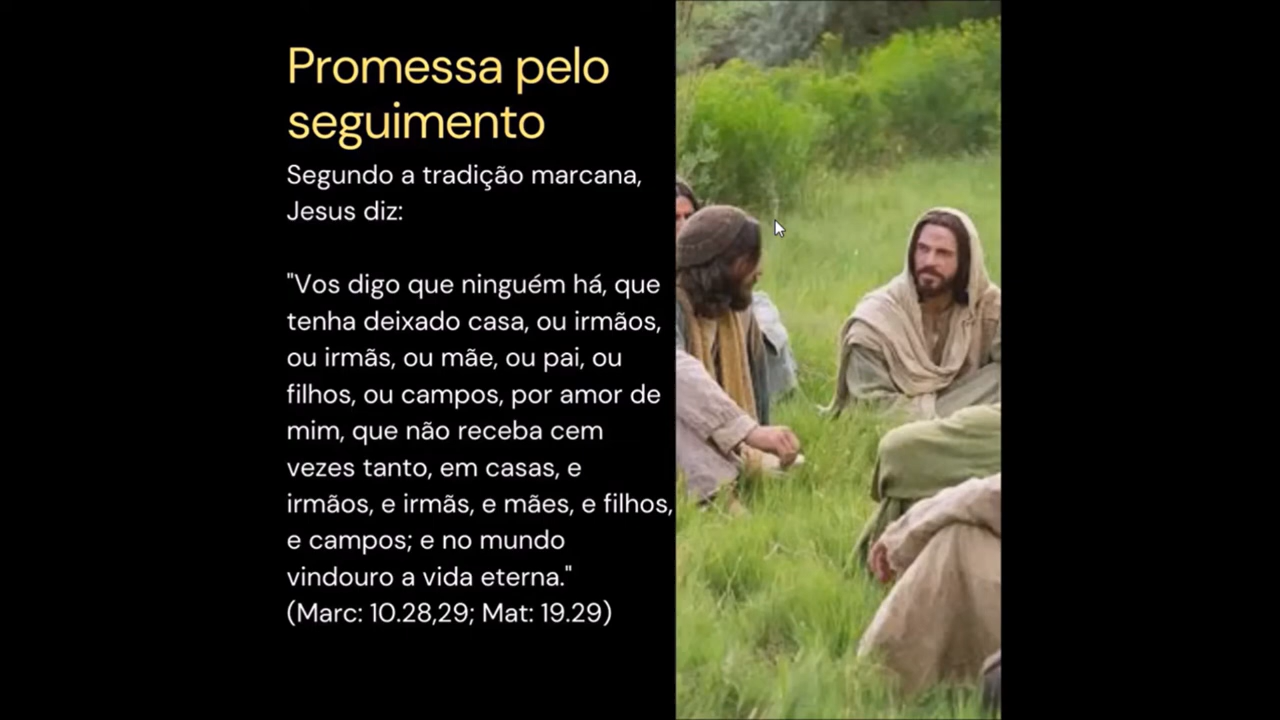 Promessa pelo
seguimento
Segundo a tradição marcana,
Jesus diz:
"Vos digo que ninguém há, que
tenha deixado casa, ou irmãos,
ou irmãs, ou mãe, ou pai, ou
filhos, ou campos, por amor de
mim, que não receba cem
vezes tanto, em casas, e
irmãos, e irmãs, e mães, e filhos,
e campos; e no mundo
vindouro a vida eterna."
(Marc: 10.28,29; Mat: 19.29)